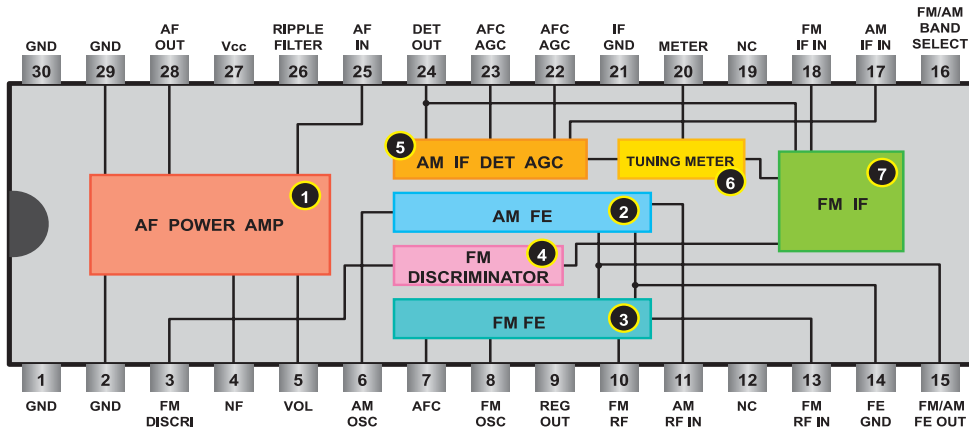 FM/AM
AF RIPPLE AF DET AFC AFC IF FM AM BAND
GND GND OUT Vcc FILTER IN OUT AGC AGC GND METER NC IF IN IF IN SELECT
30 29 28 27 26 25 24 23 22 21 20 19 18 17 16
5 AM IF DET AGC
TUNING METER 6
7 FM IF
1 AF POWER AMP
AM FE 2
FM DISCRIMINATOR 4
FM FE 3
1 2 3 4 5 6 7 8 9 10 11 12 13 14 15
GND GND FM NF VOL AM AFC FM REG FM AM NC FM FE FM/AM
DISCRI OSC OSC OUT RF RF IN RF IN GND FE OUT